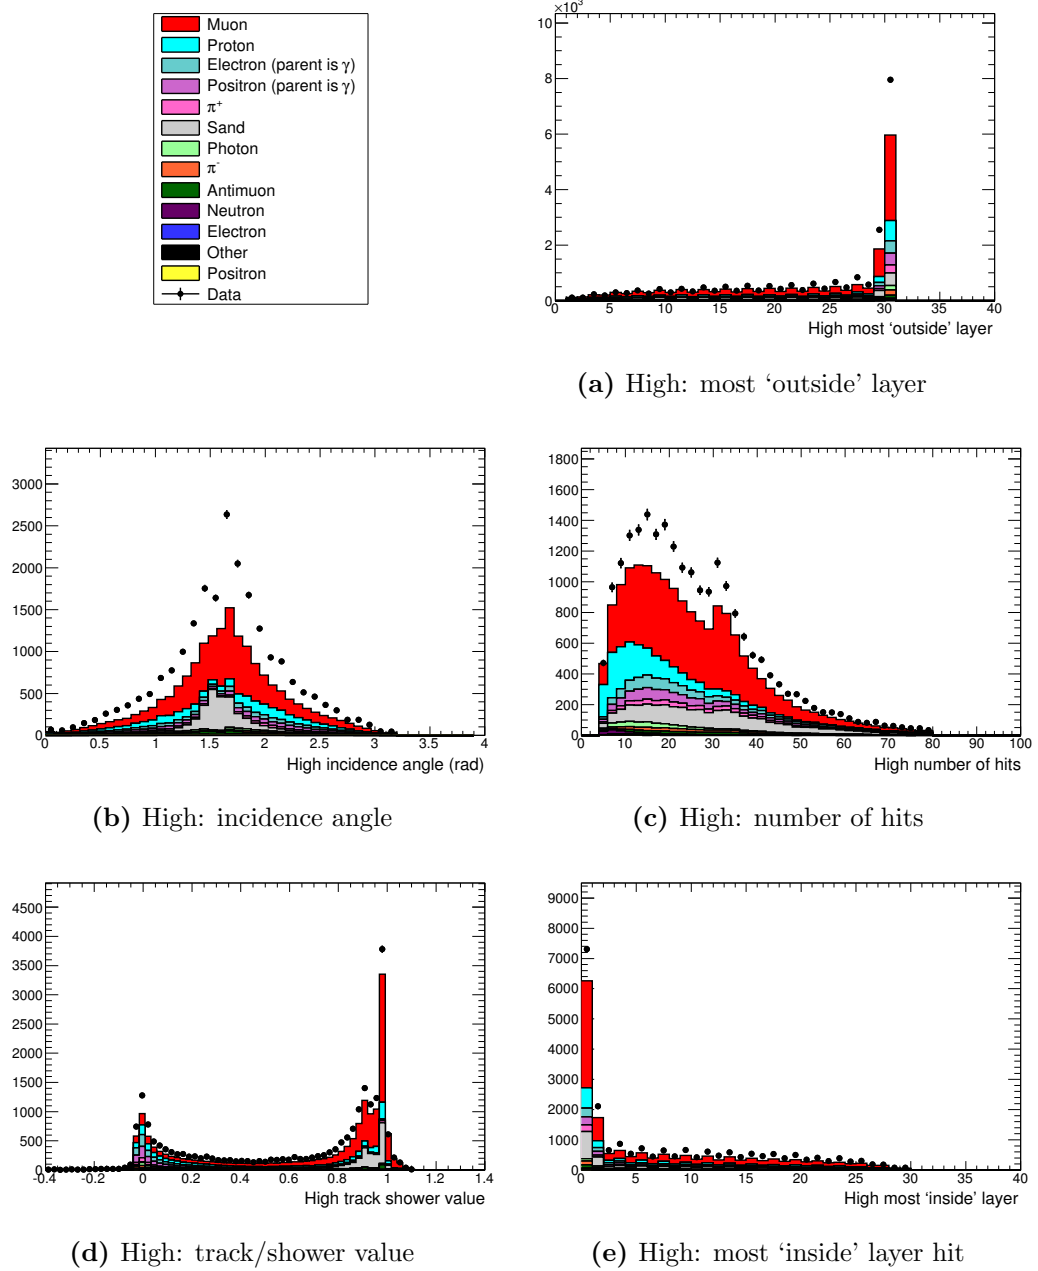 Muon
Proton
Electron (parent is γ)
Positron (parent is γ)
π+
Sand
Photon
π-
Antimuon
Neutron
Electron
Other
Positron
Data
×10³
10
8
6
4
2
0
0 5 10 15 20 25 30 35 40
High most ‘outside’ layer
(a) High: most ‘outside’ layer
3000
2500
2000
1500
1000
500
0
0 0.5 1 1.5 2 2.5 3 3.5 4
High incidence angle (rad)
(b) High: incidence angle
1800
1600
1400
1200
1000
800
600
400
200
0
0 10 20 30 40 50 60 70 80 90 100
High number of hits
(c) High: number of hits
4500
4000
3500
3000
2500
2000
1500
1000
500
0
-0.4 -0.2 0 0.2 0.4 0.6 0.8 1 1.2 1.4
High track shower value
(d) High: track/shower value
9000
8000
7000
6000
5000
4000
3000
2000
1000
0
0 5 10 15 20 25 30 35 40
High most ‘inside’ layer
(e) High: most ‘inside’ layer hit